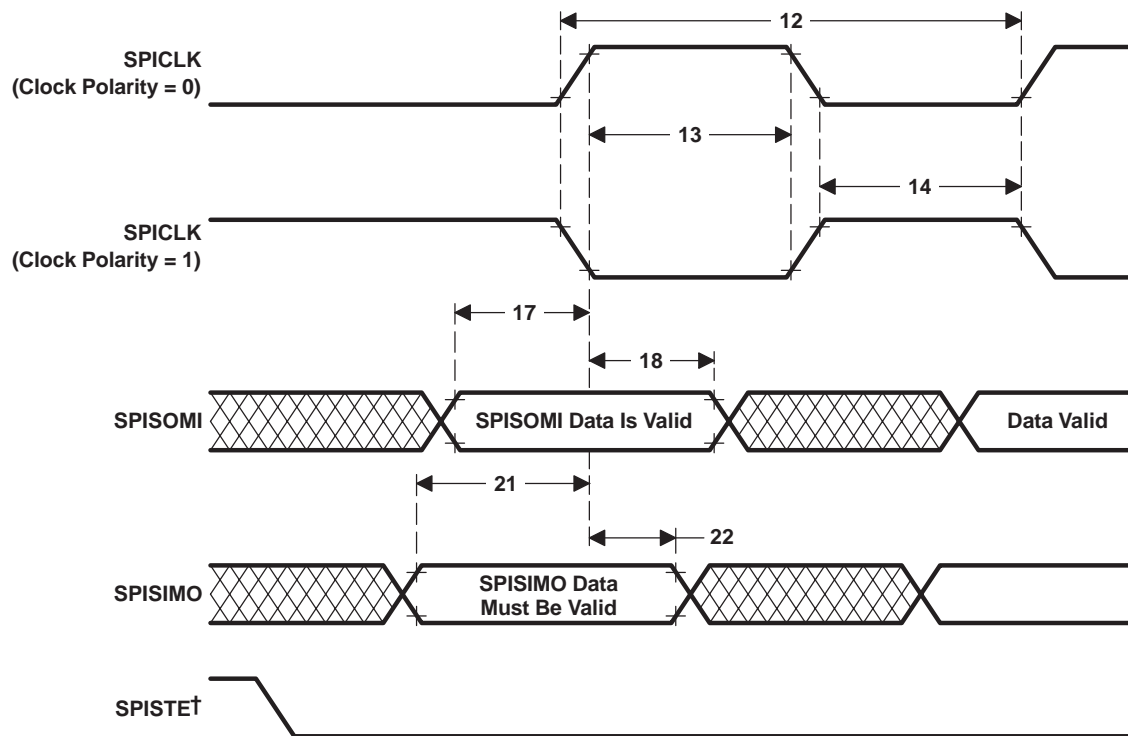 12
SPICLK
(Clock Polarity = 0)
13
14
SPICLK
(Clock Polarity = 1)
17
18
SPISOMI
SPISOMI Data Is Valid
Data Valid
21
22
SPISIMO
SPISIMO Data
Must Be Valid
SPISTE†